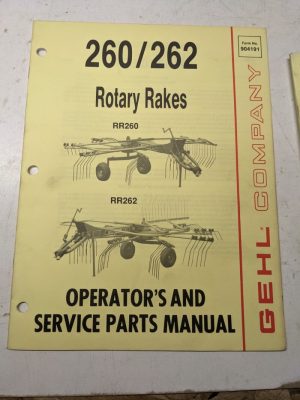 Form No.
904191
260/262
Rotary Rakes
RR260
RR262
OPERATOR'S AND
SERVICE PARTS MANUAL
GEHL COMPANY